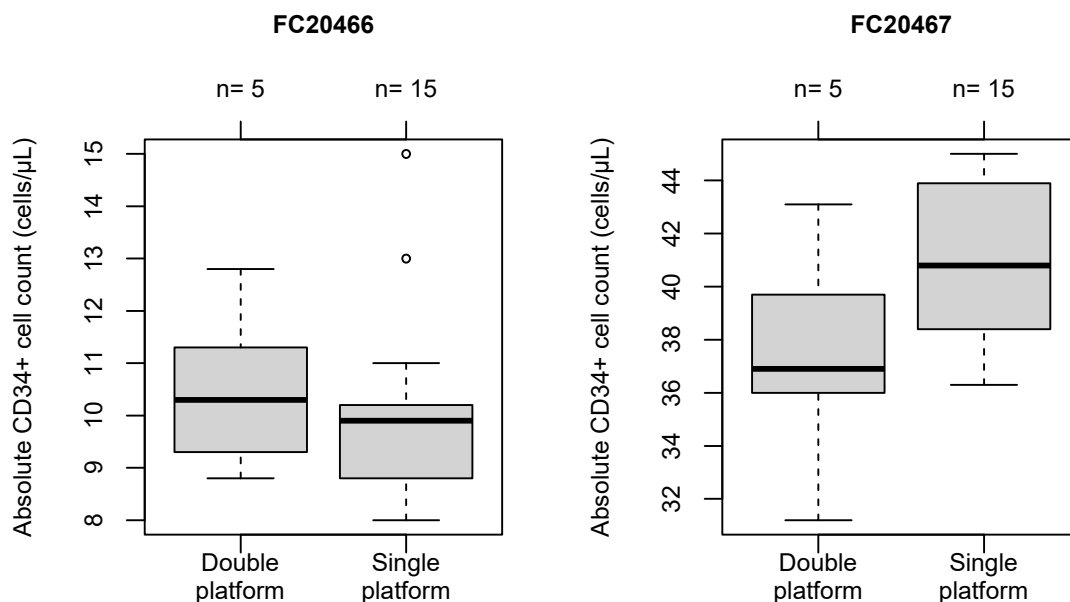 FC20466
n= 5
n= 15
Absolute CD34+ cell count (cells/µL)
15
14
13
12
11
10
9
8
Double
platform
Single
platform
FC20467
n= 5
n= 15
Absolute CD34+ cell count (cells/µL)
44
42
40
38
36
34
32
Double
platform
Single
platform